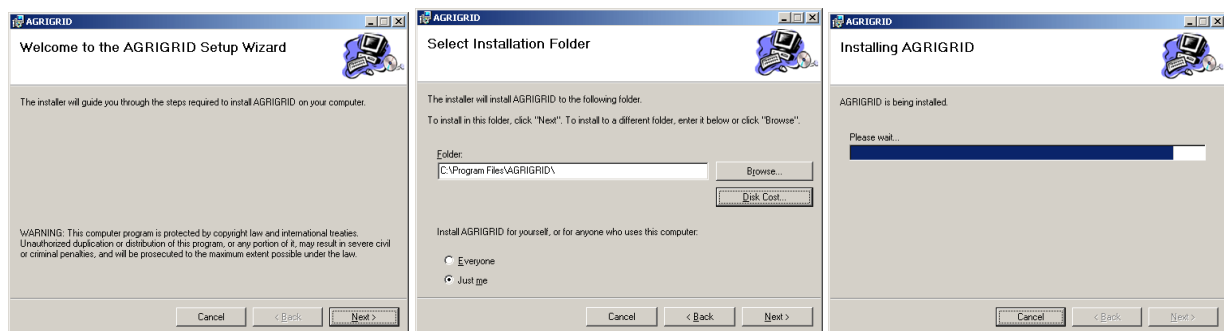 AGRIGRID
Welcome to the AGRIGRID Setup Wizard
The installer will guide you through the steps required to install AGRIGRID on your computer.
WARNING: This computer program is protected by copyright law and international treaties.
Unauthorized duplication or distribution of this program, or any portion of it, may result in severe civil
or criminal penalties, and will be prosecuted to the maximum extent possible under the law.
Cancel
< Back
Next >
AGRIGRID
Select Installation Folder
The installer will install AGRIGRID to the following folder.
To install in this folder, click "Next". To install to a different folder, enter it below or click "Browse".
Folder:
C:\Program Files\AGRIGRID\
Browse...
Disk Cost...
Install AGRIGRID for yourself, or for anyone who uses this computer:
Everyone
Just me
Cancel
< Back
Next >
AGRIGRID
Installing AGRIGRID
AGRIGRID is being installed.
Please wait...
Cancel
< Back
Next >